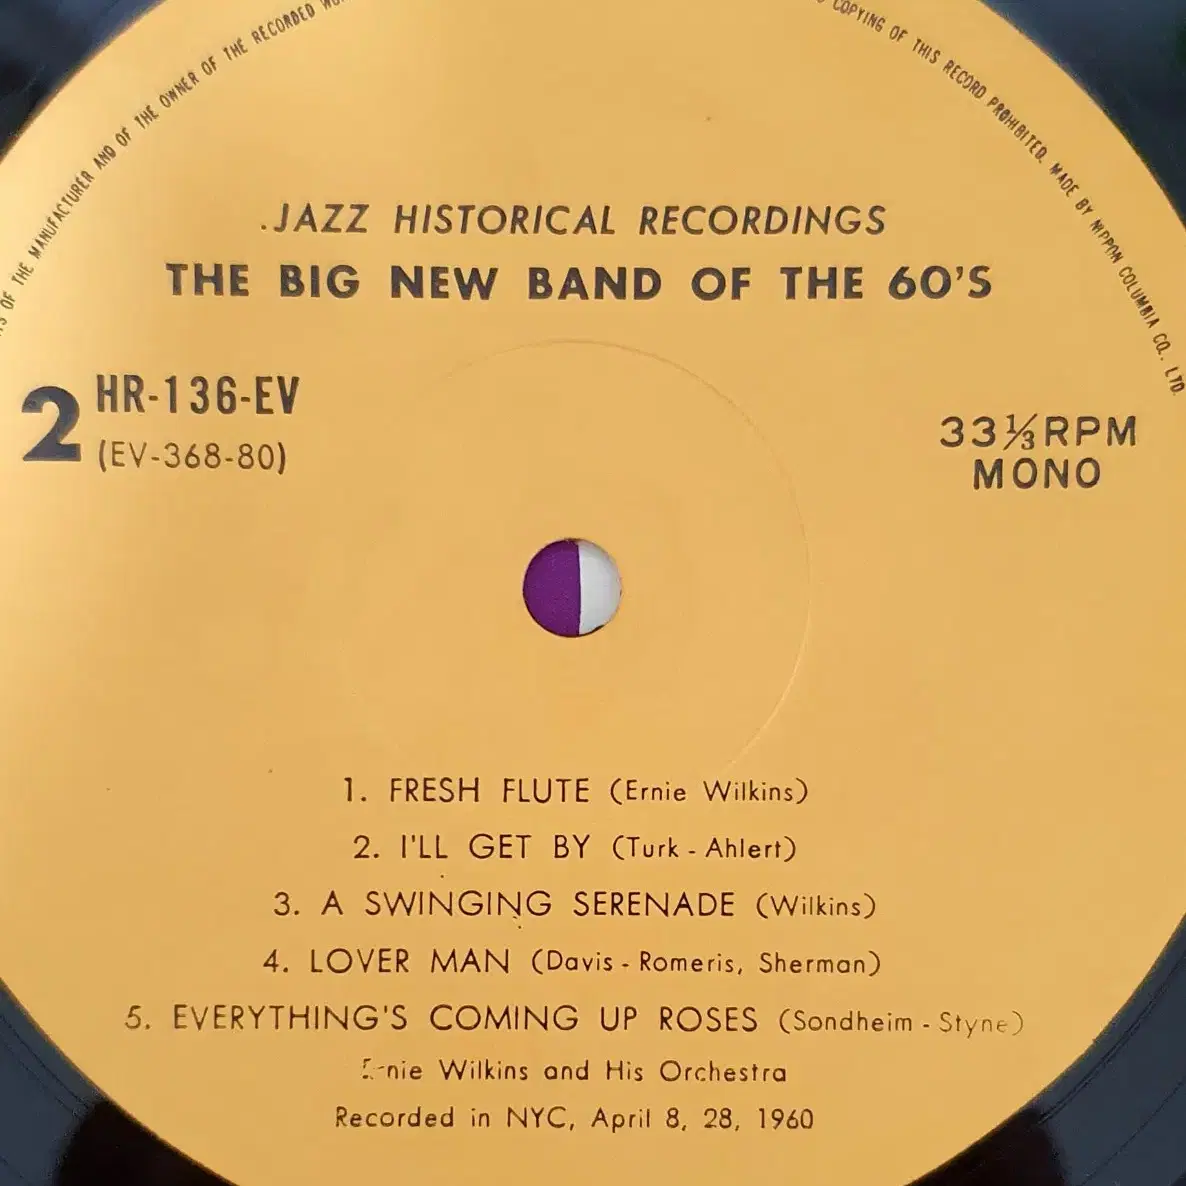 OF THE MANUFACTURER AND OF THE OWNER OF THE RECORDED
COPYING OF THIS RECORD PROHIBITED. MADE BY NIPPON COLUMBIA CO. LTD.
JAZZ HISTORICAL RECORDINGS
THE BIG NEW BAND OF THE 60'S
2
HR-136-EV
(EV-368-80)
33⅓RPM
MONO
1. FRESH FLUTE (Ernie Wilkins)
2. I'LL GET BY (Turk - Ahlert)
3. A SWINGING SERENADE (Wilkins)
4. LOVER MAN (Davis - Romeris, Sherman)
5. EVERYTHING'S COMING UP ROSES (Sondheim - Styne)
Ernie Wilkins and His Orchestra
Recorded in NYC, April 8, 28, 1960